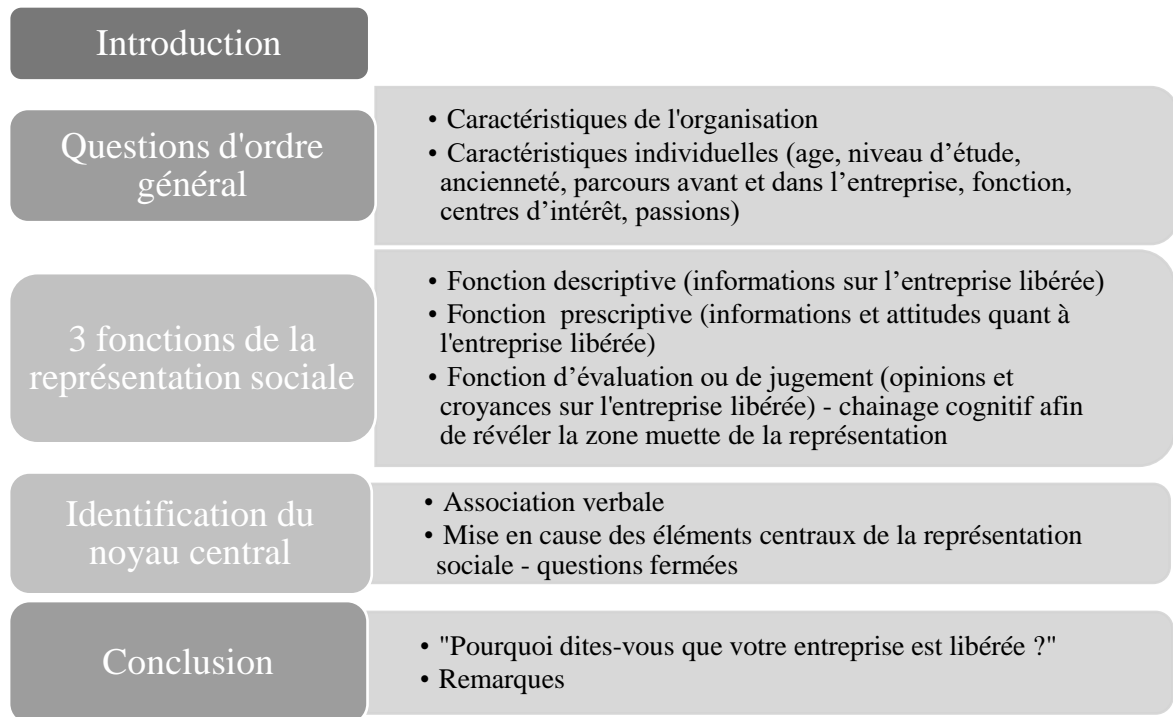 Introduction
Questions d'ordre
général
• Caractéristiques de l'organisation
• Caractéristiques individuelles (age, niveau d’étude,
ancienneté, parcours avant et dans l’entreprise, fonction,
centres d’intérêt, passions)
3 fonctions de la
représentation sociale
• Fonction descriptive (informations sur l’entreprise libérée)
• Fonction prescriptive (informations et attitudes quant à
l'entreprise libérée)
• Fonction d’évaluation ou de jugement (opinions et
croyances sur l'entreprise libérée) - chainage cognitif afin
de révéler la zone muette de la représentation
Identification du
noyau central
• Association verbale
• Mise en cause des éléments centraux de la représentation
sociale - questions fermées
Conclusion
• "Pourquoi dites-vous que votre entreprise est libérée ?"
• Remarques